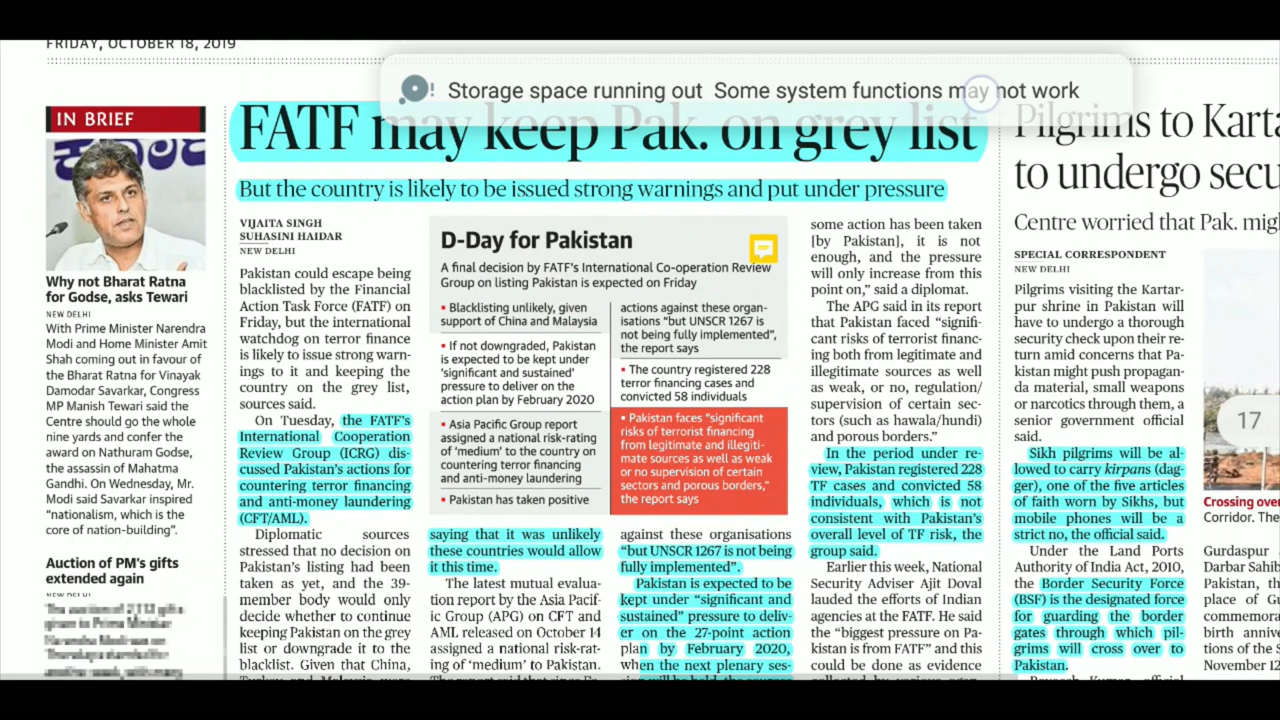 FRIDAY, OCTOBER 18, 2019
Storage space running out Some system functions may not work
IN BRIEF
Why not Bharat Ratna
for Godse, asks Tewari
NEW DELHI
With Prime Minister Narendra
Modi and Home Minister Amit
Shah coming out in favour of
the Bharat Ratna for Vinayak
Damodar Savarkar, Congress
MP Manish Tewari said the
Centre should go the whole
nine yards and confer the
award on Nathuram Godse,
the assassin of Mahatma
Gandhi. On Wednesday, Mr.
Modi said Savarkar inspired
“nationalism, which is the
core of nation-building”.
Auction of PM's gifts
extended again
NEW DELHI
FATF may keep Pak. on grey list
But the country is likely to be issued strong warnings and put under pressure
VIJAITA SINGH
SUHASINI HAIDAR
NEW DELHI
Pakistan could escape being
blacklisted by the Financial
Action Task Force (FATF) on
Friday, but the international
watchdog on terror finance
is likely to issue strong warn-
ings to it and keeping the
country on the grey list,
sources said.
On Tuesday, the FATF's
International Cooperation
Review Group (ICRG) dis-
cussed Pakistan's actions for
countering terror financing
and anti-money laundering
(CFT/AML).
Diplomatic sources
stressed that no decision on
Pakistan's listing had been
taken as yet, and the 39-
member body would only
decide whether to continue
keeping Pakistan on the grey
list or downgrade it to the
blacklist. Given that China,
D-Day for Pakistan
A final decision by FATF's International Co-operation Review
Group on listing Pakistan is expected on Friday
▪ Blacklisting unlikely, given
support of China and Malaysia
▪ If not downgraded, Pakistan
is expected to be kept under
'significant and sustained'
pressure to deliver on the
action plan by February 2020
▪ Asia Pacific Group report
assigned a national risk-rating
of 'medium' to the country on
countering terror financing
and anti-money laundering
▪ Pakistan has taken positive
actions against these organ-
isations “but UNSCR 1267 is
not being fully implemented”,
the report says
▪ The country registered 228
terror financing cases and
convicted 58 individuals
▪ Pakistan faces “significant
risks of terrorist financing
from legitimate and illegiti-
mate sources as well as weak
or no supervision of certain
sectors and porous borders,”
the report says
saying that it was unlikely
these countries would allow
it this time.
The latest mutual evalua-
tion report by the Asia Pacif-
ic Group (APG) on CFT and
AML released on October 14
assigned a national risk-rat-
ing of 'medium' to Pakistan.
against these organisations
“but UNSCR 1267 is not being
fully implemented”.
Pakistan is expected to be
kept under “significant and
sustained” pressure to deliv-
er on the 27-point action
plan by February 2020,
when the next plenary ses-
some action has been taken
[by Pakistan], it is not
enough, and the pressure
will only increase from this
point on,” said a diplomat.
The APG said in its report
that Pakistan faced “signifi-
cant risks of terrorist financ-
ing both from legitimate and
illegitimate sources as well
as weak, or no, regulation/
supervision of certain sec-
tors (such as hawala/hundi)
and porous borders.”
In the period under re-
view, Pakistan registered 228
TF cases and convicted 58
individuals, which is not
consistent with Pakistan's
overall level of TF risk, the
group said.
Earlier this week, National
Security Adviser Ajit Doval
lauded the efforts of Indian
agencies at the FATF. He said
the “biggest pressure on Pa-
kistan is from FATF” and this
could be done as evidence
Pilgrims to Karta
to undergo secu
Centre worried that Pak. mig
SPECIAL CORRESPONDENT
NEW DELHI
Pilgrims visiting the Kartar-
pur shrine in Pakistan will
have to undergo a thorough
security check upon their re-
turn amid concerns that Pa-
kistan might push propagan-
da material, small weapons
or narcotics through them, a
senior government official
said.
Sikh pilgrims will be al-
lowed to carry kirpans (dag-
ger), one of the five articles
of faith worn by Sikhs, but
mobile phones will be a
strict no, the official said.
Under the Land Ports
Authority of India Act, 2010,
the Border Security Force
(BSF) is the designated force
for guarding the border
gates through which pil-
grims will cross over to
Pakistan.
17
Crossing over
Corridor. The
Gurdaspur
Darbar Sahib
Pakistan, th
place of Gu
commemora
birth annive
of the Sikhs
November 12